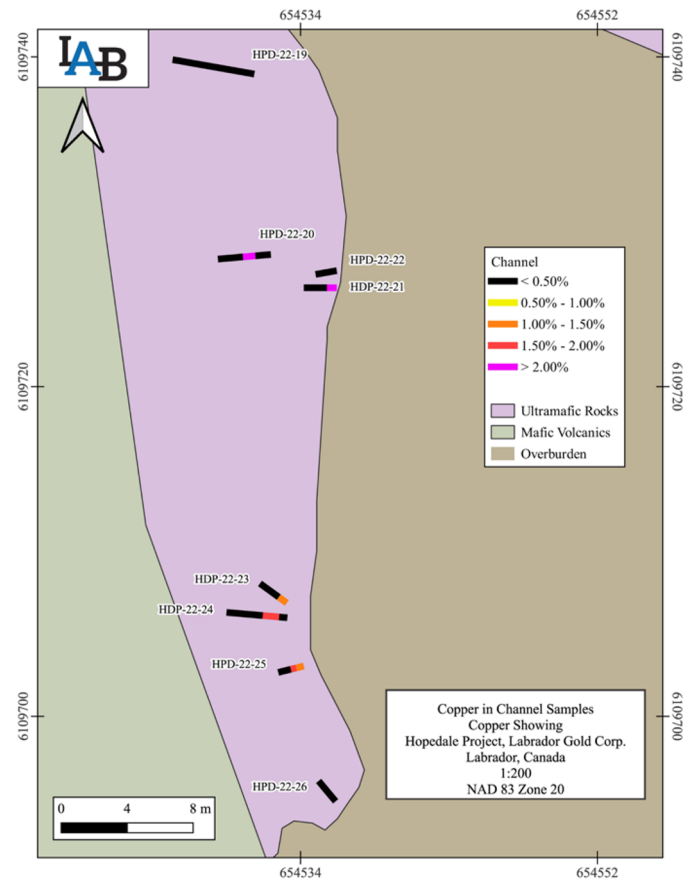 654534
654552
6109740
6109740
LAB
HPD-22-19
HPD-22-20
HPD-22-22
HDP-22-21
Channel
< 0.50%
0.50% - 1.00%
1.00% - 1.50%
1.50% - 2.00%
> 2.00%
Ultramafic Rocks
Mafic Volcanics
Overburden
6109720
6109720
HDP-22-23
HDP-22-24
HPD-22-25
6109700
6109700
Copper in Channel Samples
Copper Showing
Hopedale Project, Labrador Gold Corp.
Labrador, Canada
1:200
NAD 83 Zone 20
HPD-22-26
0 4 8 m
654534
654552